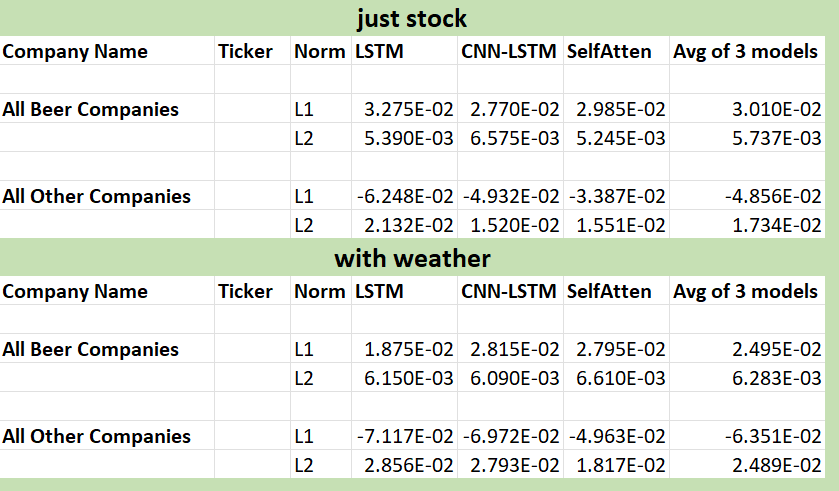 just stock
Company Name Ticker Norm LSTM CNN-LSTM SelfAtten Avg of 3 models
All Beer Companies L1 3.275E-02 2.770E-02 2.985E-02 3.010E-02
L2 5.390E-03 6.575E-03 5.245E-03 5.737E-03
All Other Companies L1 -6.248E-02 -4.932E-02 -3.387E-02 -4.856E-02
L2 2.132E-02 1.520E-02 1.551E-02 1.734E-02
with weather
Company Name Ticker Norm LSTM CNN-LSTM SelfAtten Avg of 3 models
All Beer Companies L1 1.875E-02 2.815E-02 2.795E-02 2.495E-02
L2 6.150E-03 6.090E-03 6.610E-03 6.283E-03
All Other Companies L1 -7.117E-02 -6.972E-02 -4.963E-02 -6.351E-02
L2 2.856E-02 2.793E-02 1.817E-02 2.489E-02